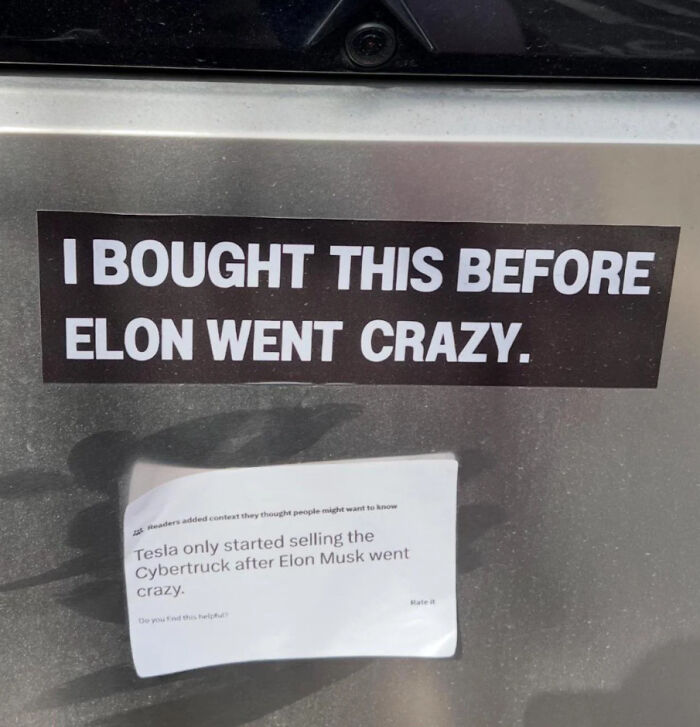 I BOUGHT THIS BEFORE
ELON WENT CRAZY.
Readers added context they thought people might want to know
Tesla only started selling the
Cybertruck after Elon Musk went
crazy.
Do you find this helpful?
Rate it